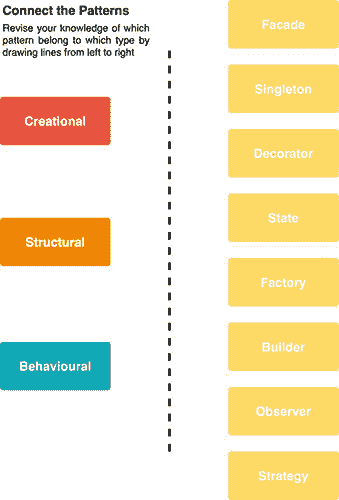 Connect the Patterns
Revise your knowledge of which
pattern belong to which type by
drawing lines from left to right
Creational
Structural
Behavioural
Facade
Singleton
Decorator
State
Factory
Builder
Observer
Strategy